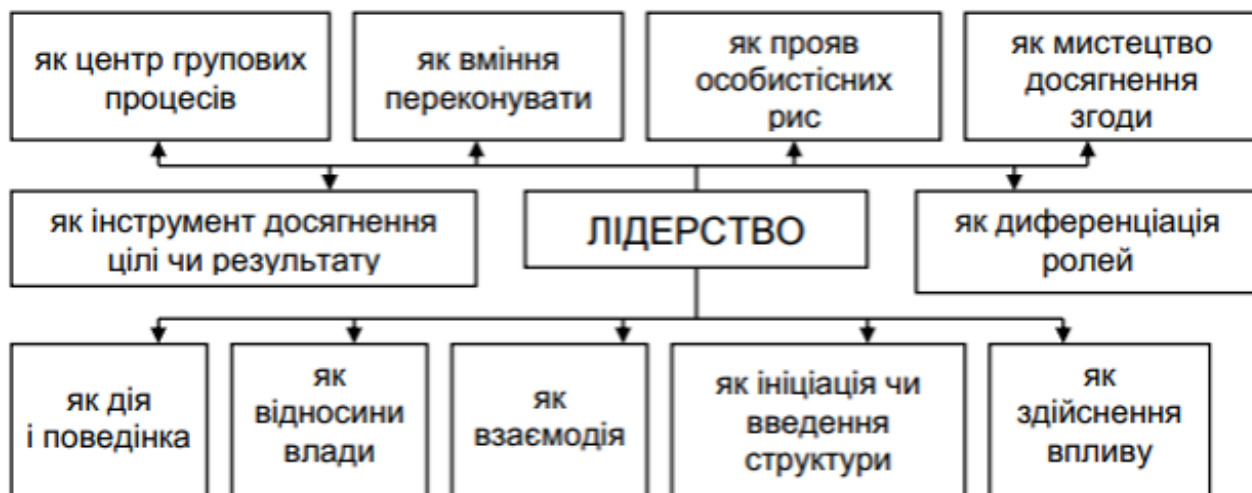 як центр групових
процесів
як вміння
переконувати
як прояв
особистісних
рис
як мистецтво
досягнення
згоди
як інструмент досягнення
цілі чи результату
ЛІДЕРСТВО
як диференціація
ролей
як дія
і поведінка
як
відносини
влади
як
взаємодія
як ініціація чи
введення
структури
як
здійснення
впливу